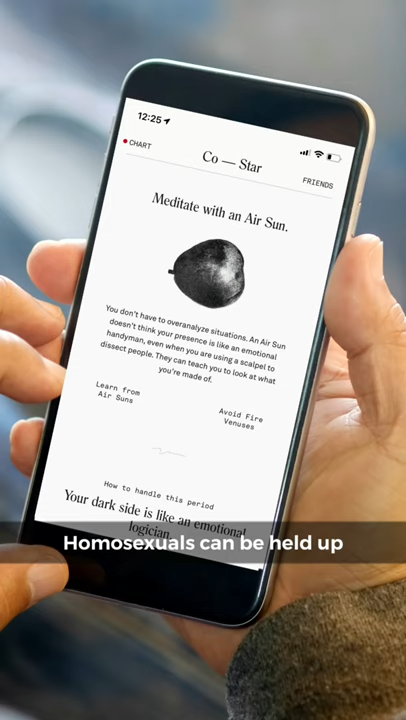 12:25
CHART
Co — Star
FRIENDS
Meditate with an Air Sun.
You don't have to overanalyze situations. An Air Sun
doesn't think your presence is like an emotional
handyman, even when you are using a scalpel to
dissect people. They can teach you to look at what
you're made of.
Learn from
Air Suns
Avoid Fire
Venuses
How to handle this period
Your dark side is like an emotional
logician.
Homosexuals can be held up